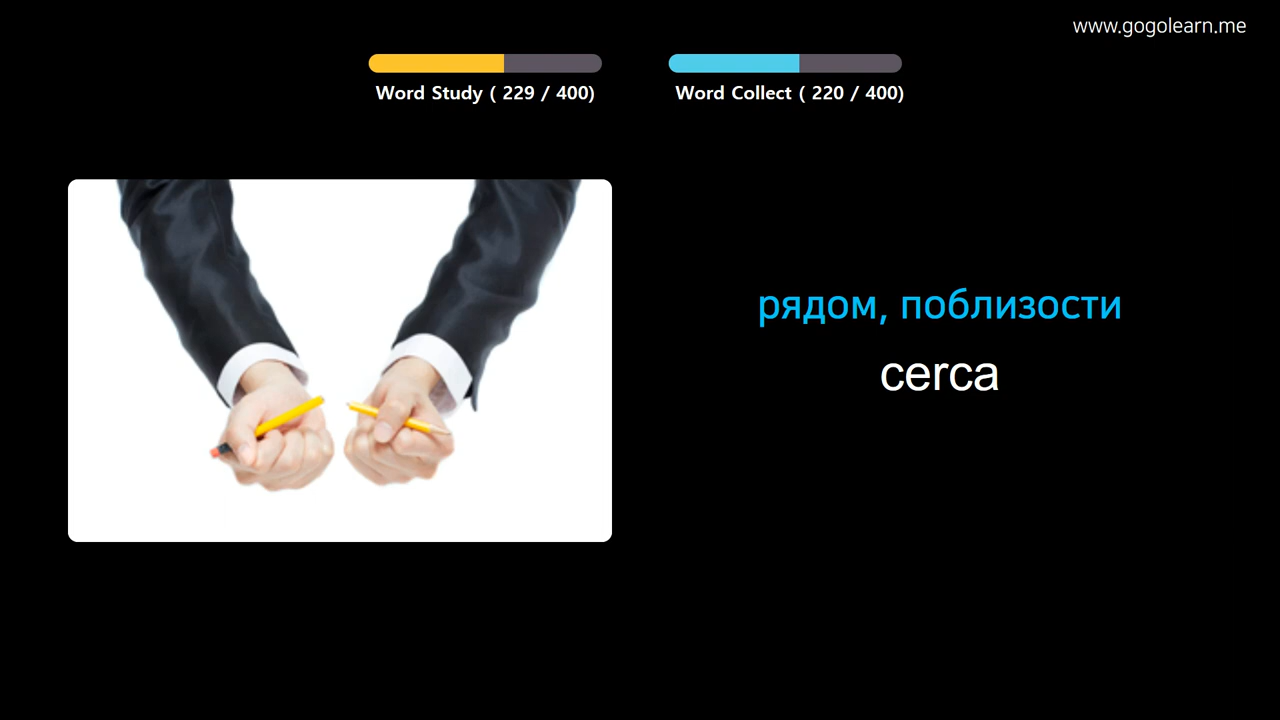 www.gogolearn.me
Word Study ( 229 / 400)
Word Collect ( 220 / 400)
рядом, поблизости
cerca